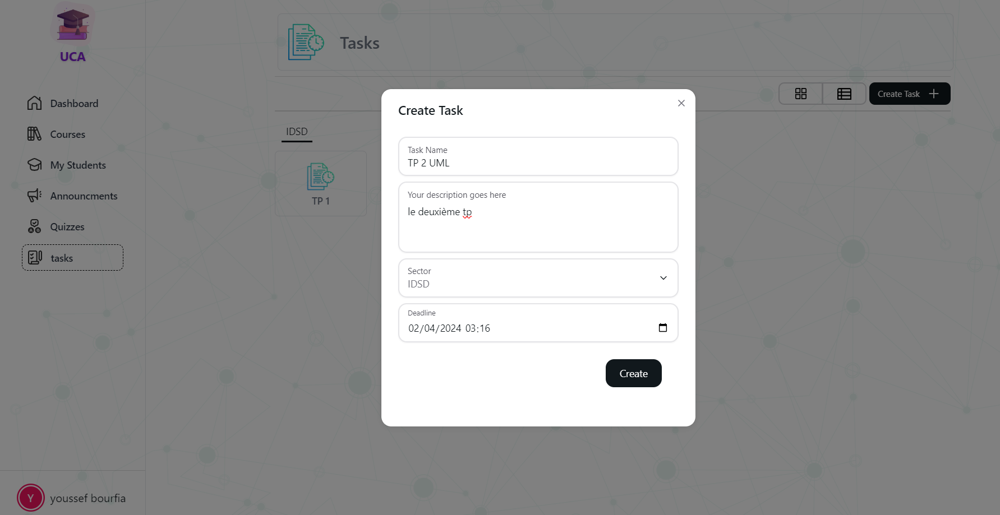 UCA
Dashboard
Courses
My Students
Announcments
Quizzes
tasks
Y
youssef bourfia
Tasks
Create Task
IDSD
TP 1
Create Task
Task Name
TP 2 UML
Your description goes here
le deuxième tp
Sector
IDSD
Deadline
02/04/2024 03:16
Create